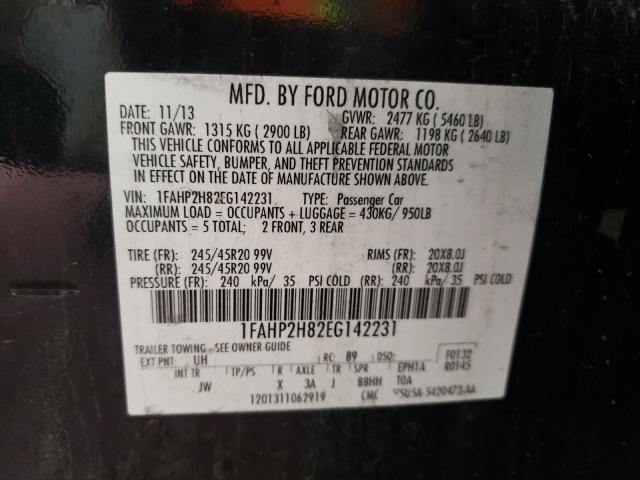 MFD. BY FORD MOTOR CO.
DATE: 11/13 GVWR: 2477 KG ( 5460 LB)
FRONT GAWR: 1315 KG ( 2900 LB) REAR GAWR: 1198 KG ( 2640 LB)
THIS VEHICLE CONFORMS TO ALL APPLICABLE FEDERAL MOTOR
VEHICLE SAFETY, BUMPER, AND THEFT PREVENTION STANDARDS
IN EFFECT ON THE DATE OF MANUFACTURE SHOWN ABOVE.
VIN: 1FAHP2H82EG142231 TYPE: Passenger Car
MAXIMUM LOAD = OCCUPANTS + LUGGAGE = 430KG/ 950LB
OCCUPANTS = 5 TOTAL; 2 FRONT, 3 REAR
TIRE (FR): 245/45R20 99V RIMS (FR): 20X8.0J
(RR): 245/45R20 99V (RR): 20X8.0J
PRESSURE (FR): 240 kPa/ 35 PSI COLD (RR): 240 kPa/ 35 PSI COLD
1FAHP2H82EG142231
TRAILER TOWING - SEE OWNER GUIDE
EXT PNT: UH RC: 89 DSO: F0132
R0145
INT TR TP/PS R AXLE TR SPR EPH1A
JW X 3A J BBHH TOA
1201311062919 CMC